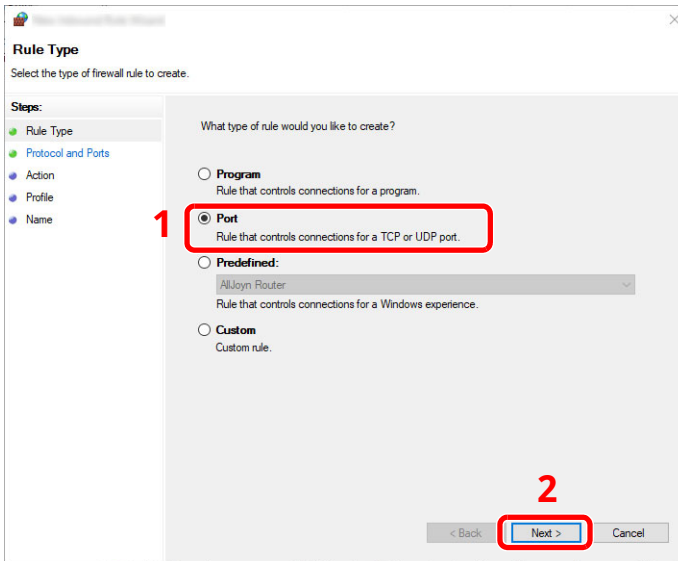 Rule Type
Select the type of firewall rule to create.
Steps:
Rule Type
Protocol and Ports
Action
Profile
Name
What type of rule would you like to create?
Program
Rule that controls connections for a program.
1
Port
Rule that controls connections for a TCP or UDP port.
Predefined:
AllJoyn Router
Rule that controls connections for a Windows experience.
Custom
Custom rule.
2
< Back
Next >
Cancel